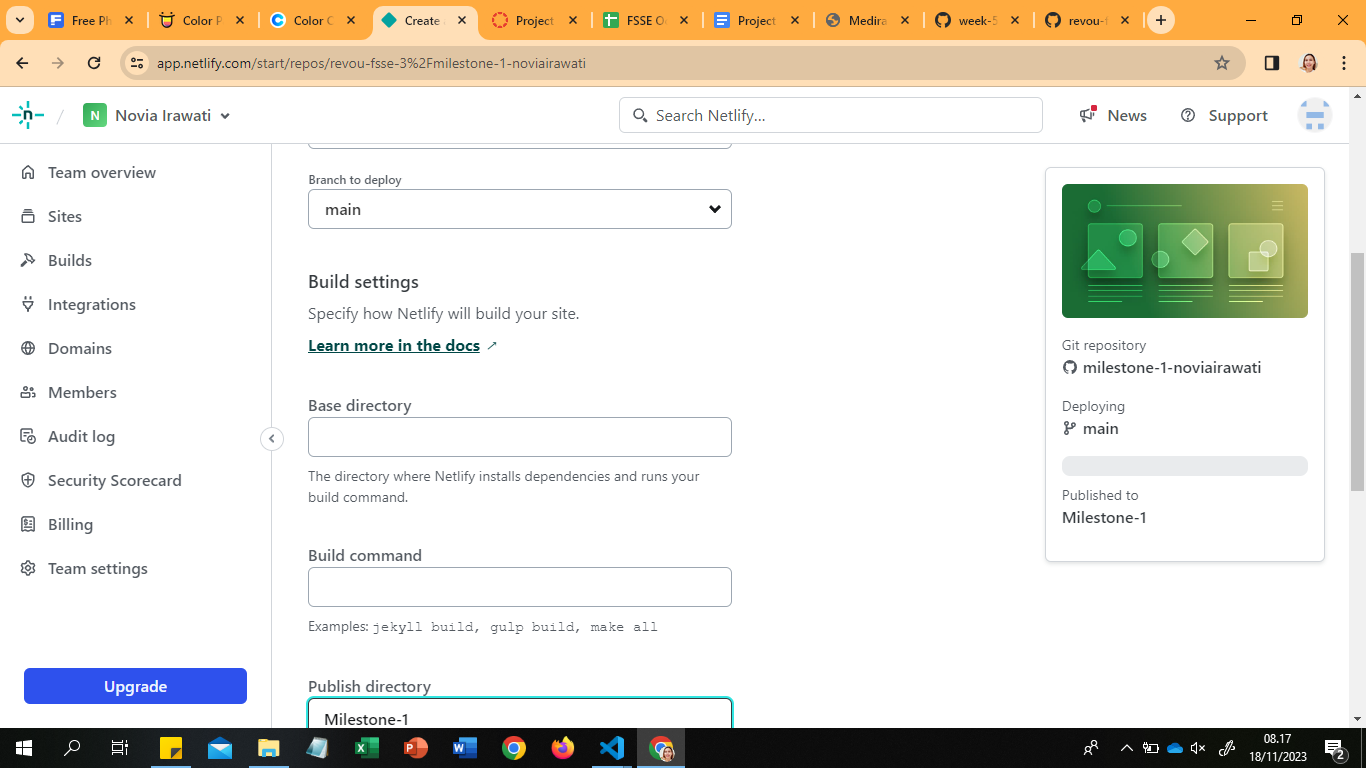 Free Ph
Color P
Color C
Create
Project
FSSE O
Project
Medira
week-5
revou-f
app.netlify.com/start/repos/revou-fsse-3%2Fmilestone-1-noviairawati
N Novia Irawati
Search Netlify...
News
Support
Team overview
Sites
Builds
Integrations
Domains
Members
Audit log
Security Scorecard
Billing
Team settings
Upgrade
Branch to deploy
main
Build settings
Specify how Netlify will build your site.
Learn more in the docs
Base directory
The directory where Netlify installs dependencies and runs your
build command.
Build command
Examples: jekyll build, gulp build, make all
Publish directory
Milestone-1
Git repository
milestone-1-noviairawati
Deploying
main
Published to
Milestone-1
08.17
18/11/2023
2